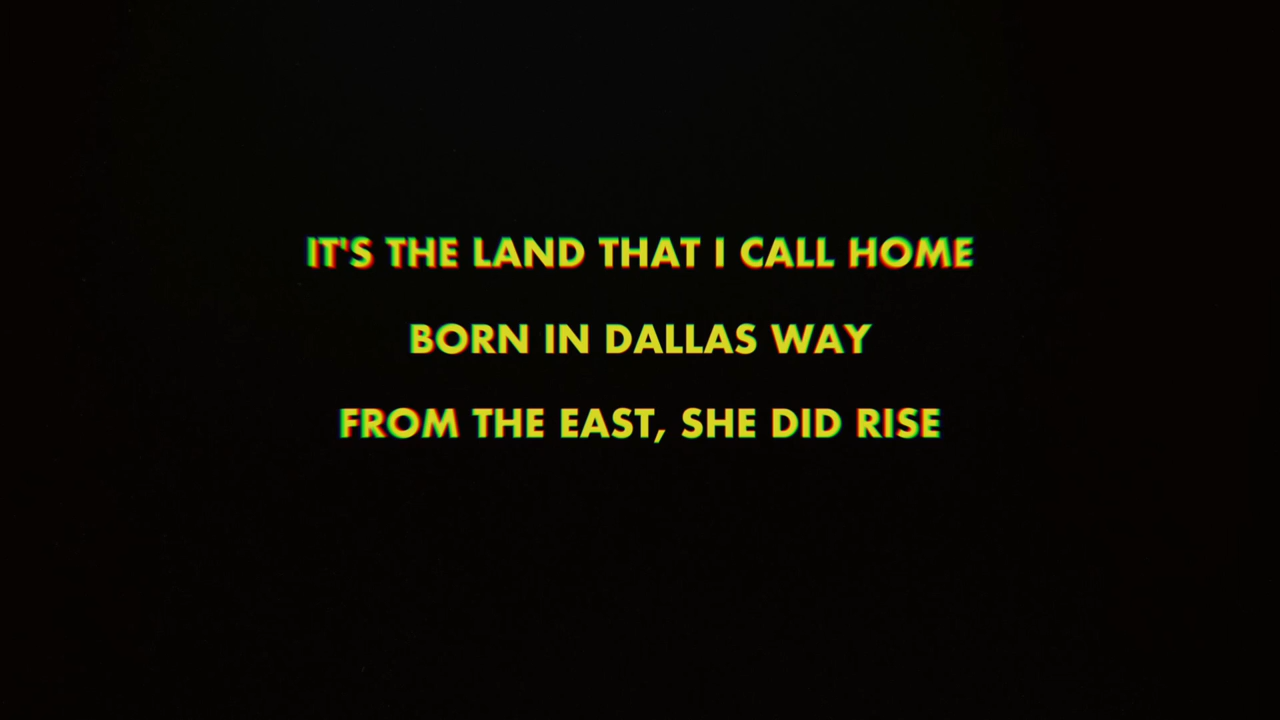 IT'S THE LAND THAT I CALL HOME
BORN IN DALLAS WAY
FROM THE EAST, SHE DID RISE